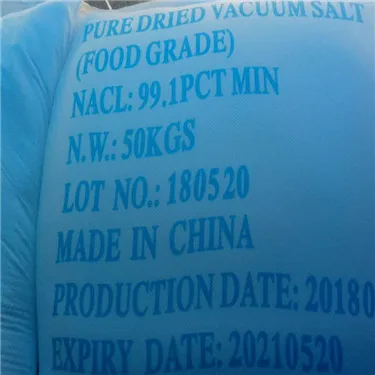 PURE DRIED VACUUM SALT
(FOOD GRADE)
NACL: 99.1PCT MIN
N.W.: 50KGS
LOT NO.: 180520
MADE IN CHINA
PRODUCTION DATE: 20180
EXPIRY DATE: 20210520